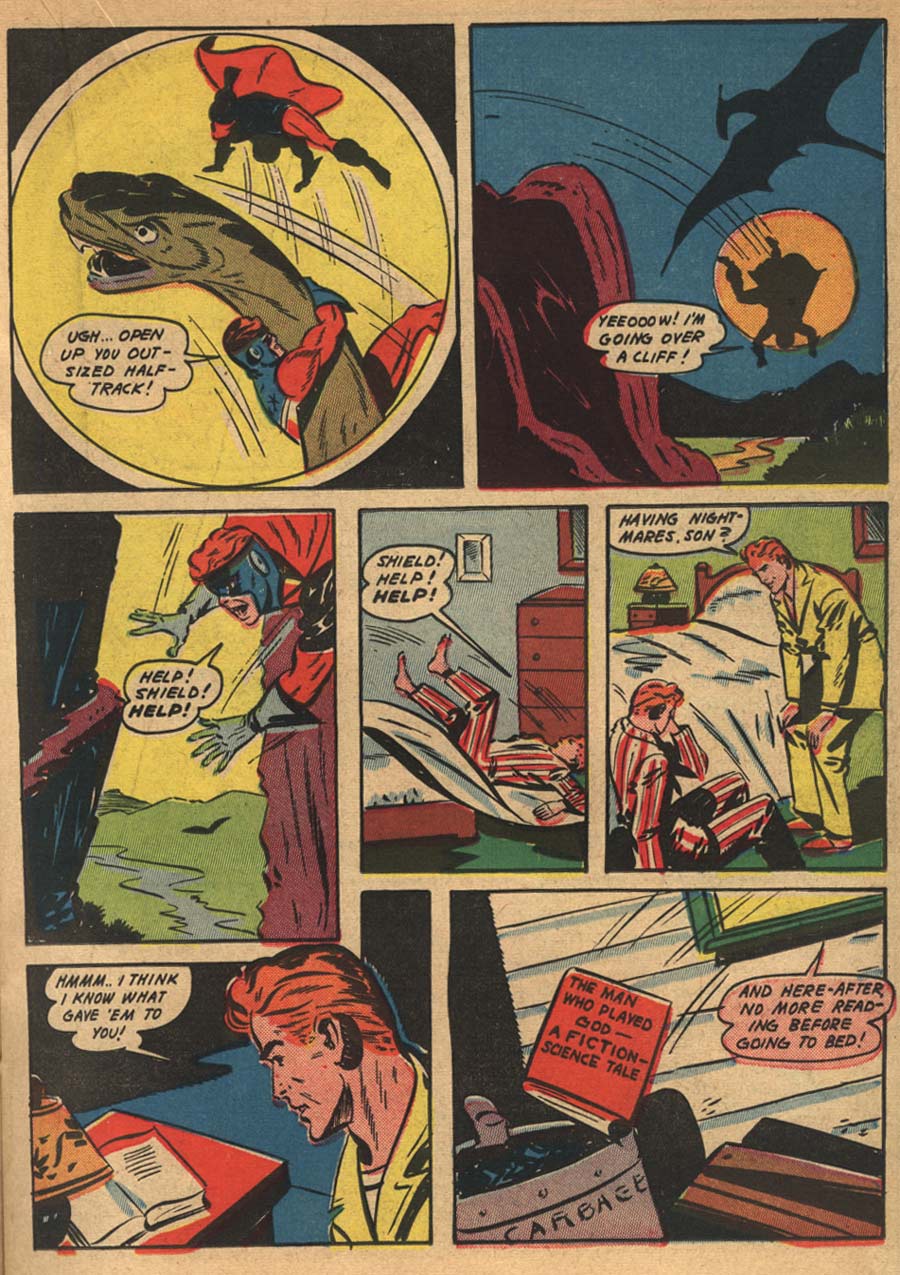 UGH... OPEN
UP YOU OUT-
SIZED HALF-
TRACK!
YEEOOOW! I'M
GOING OVER
A CLIFF!
HELP!
SHIELD!
HELP!
SHIELD!
HELP!
HELP!
HAVING NIGHT-
MARES, SON?
HMMM.. I THINK
I KNOW WHAT
GAVE 'EM TO
YOU!
THE MAN
WHO PLAYED
GOD—
A FICTION-
SCIENCE TALE
AND HERE-AFTER
NO MORE READ-
ING BEFORE
GOING TO BED!
GARBAGE